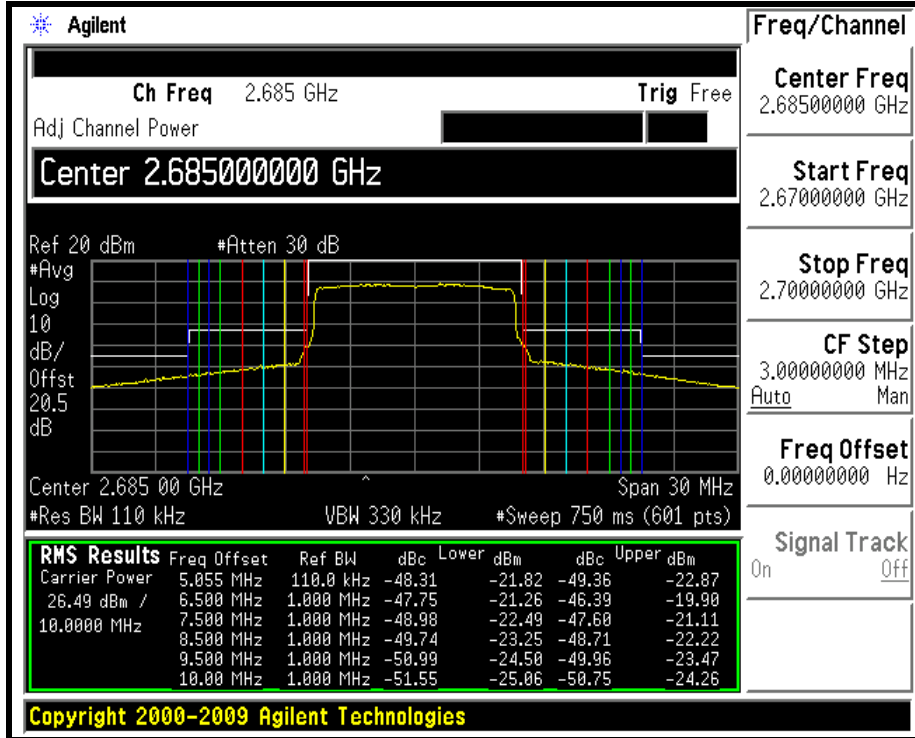 Agilent
Freq/Channel
Ch Freq 2.685 GHz Trig Free
Adj Channel Power
Center 2.685000000 GHz
Ref 20 dBm #Atten 30 dB
#Avg
Log
10
dB/
Offst
20.5
dB
Center 2.685 00 GHz Span 30 MHz
#Res BW 110 kHz VBW 330 kHz #Sweep 750 ms (601 pts)
RMS Results Freq Offset Ref BW dBc Lower dBm dBc Upper dBm
Carrier Power 5.055 MHz 110.0 kHz -48.31 -21.82 -49.36 -22.87
26.49 dBm / 6.500 MHz 1.000 MHz -47.75 -21.26 -46.39 -19.90
10.0000 MHz 7.500 MHz 1.000 MHz -48.98 -22.49 -47.60 -21.11
8.500 MHz 1.000 MHz -49.74 -23.25 -48.71 -22.22
9.500 MHz 1.000 MHz -50.99 -24.50 -49.96 -23.47
10.00 MHz 1.000 MHz -51.55 -25.06 -50.75 -24.26
Copyright 2000-2009 Agilent Technologies
Center Freq
2.68500000 GHz
Start Freq
2.67000000 GHz
Stop Freq
2.70000000 GHz
CF Step
3.00000000 MHz
Auto Man
Freq Offset
0.00000000 Hz
Signal Track
On Off